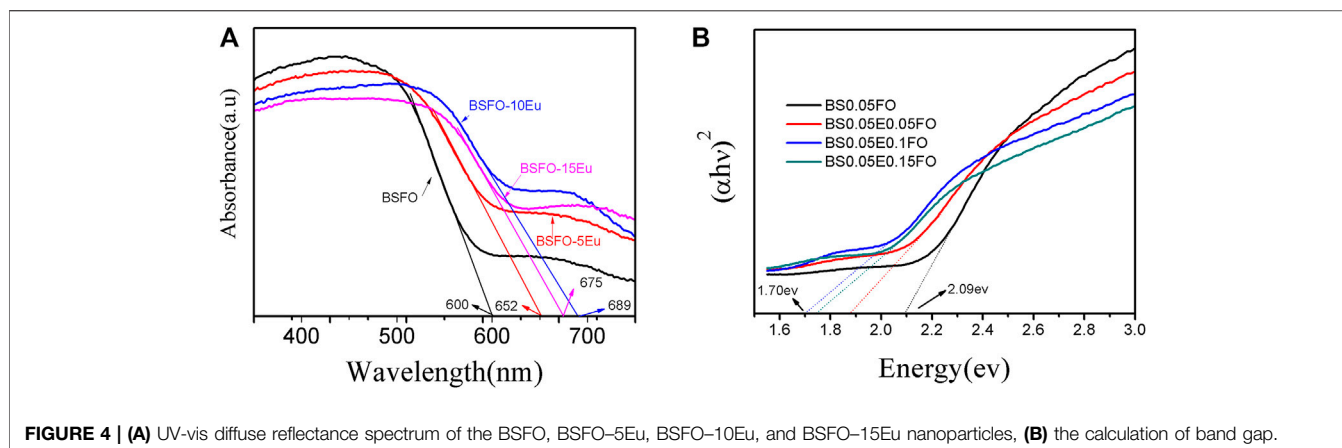 A
Absorbance(a.u)
BSFO-10Eu
BSFO-15Eu
BSFO
BSFO-5Eu
600
652
675
689
400
500
600
700
Wavelength(nm)
B
(αhv)²
BS0.05FO
BS0.05E0.05FO
BS0.05E0.1FO
BS0.05E0.15FO
1.70ev
2.09ev
1.6
1.8
2.0
2.2
2.4
2.6
2.8
3.0
Energy(ev)
FIGURE 4 | (A) UV-vis diffuse reflectance spectrum of the BSFO, BSFO–5Eu, BSFO–10Eu, and BSFO–15Eu nanoparticles, (B) the calculation of band gap.